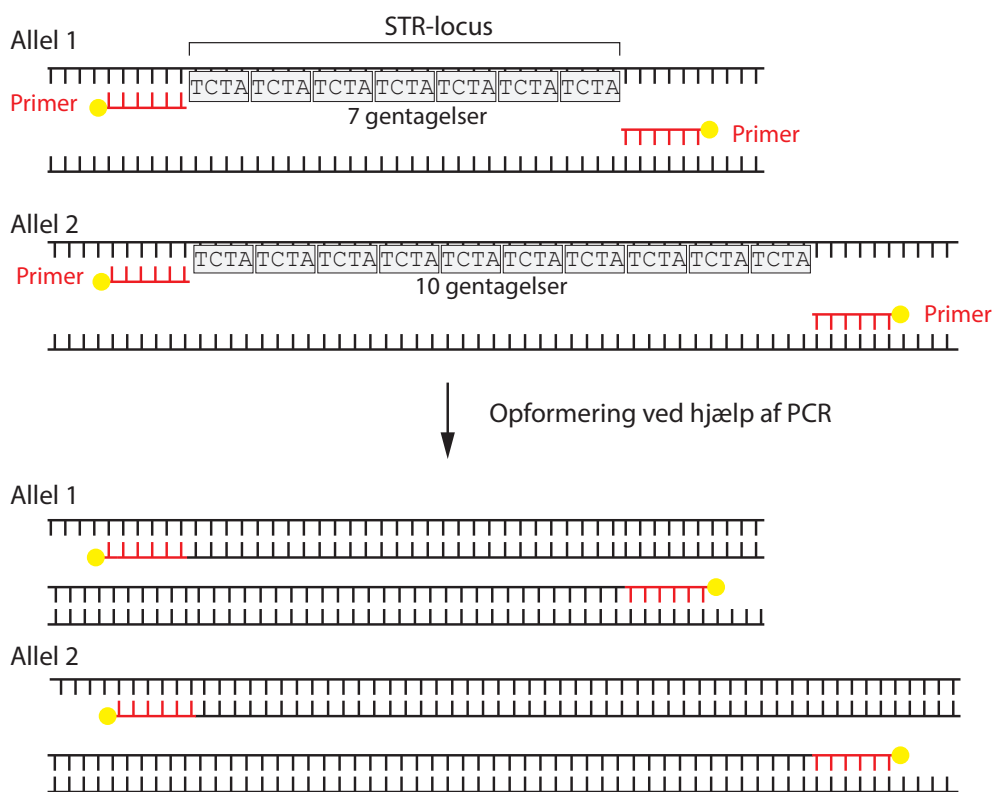 STR-locus
Allel 1
TCTA TCTA TCTA TCTA TCTA TCTA TCTA
Primer
7 gentagelser
Primer
Allel 2
TCTA TCTA TCTA TCTA TCTA TCTA TCTA TCTA TCTA TCTA
Primer
10 gentagelser
Primer
Opformering ved hjælp af PCR
Allel 1
Allel 2